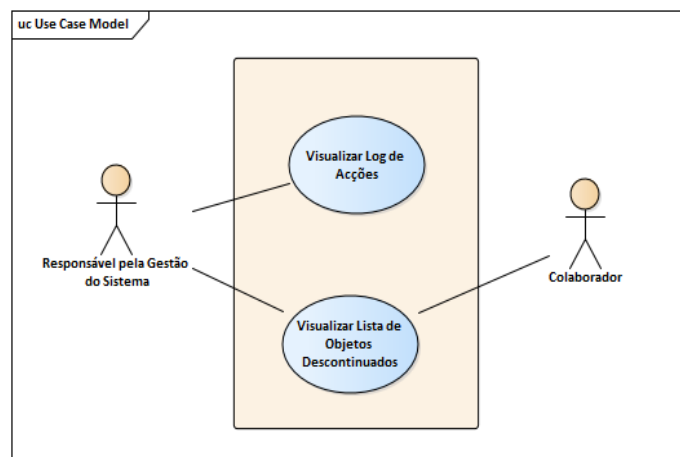 uc Use Case Model
Visualizar Log de
Acções
Responsável pela Gestão
do Sistema
Colaborador
Visualizar Lista de
Objetos
Descontinuados